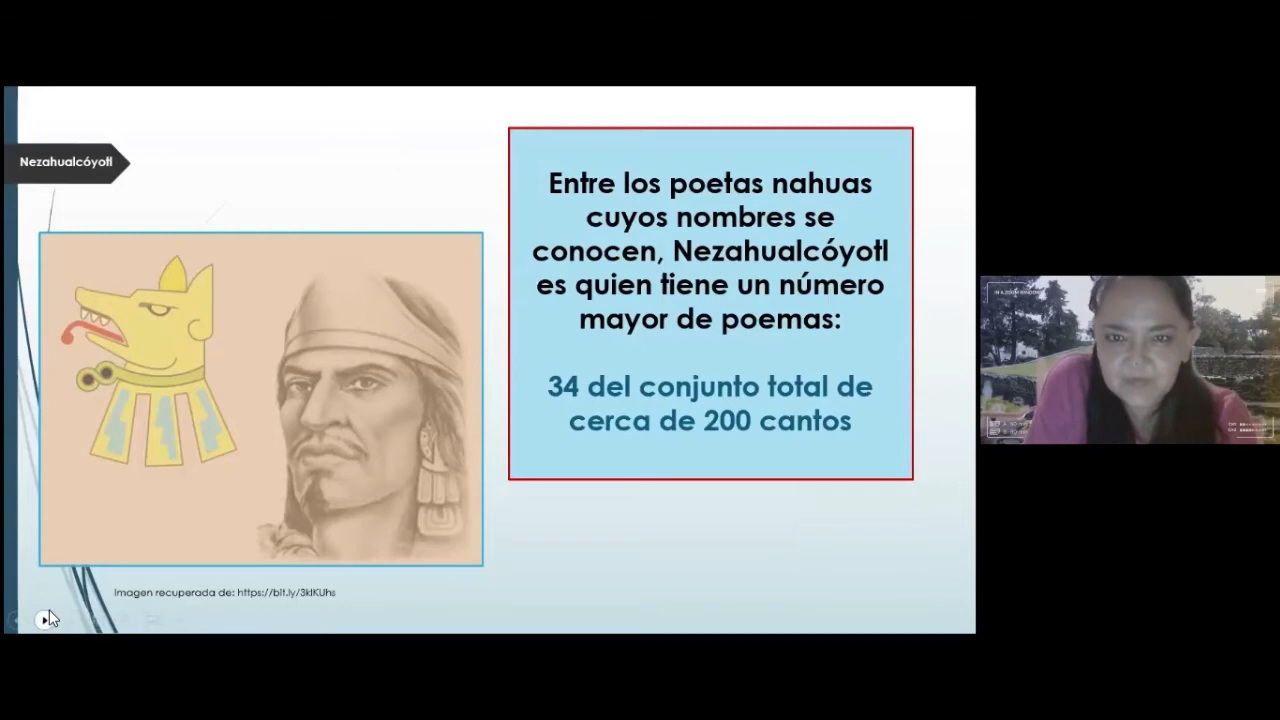 Nezahualcóyotl
Entre los poetas nahuas
cuyos nombres se
conocen, Nezahualcóyotl
es quien tiene un número
mayor de poemas:
34 del conjunto total de
cerca de 200 cantos
Imagen recuperada de: https://bit.ly/3klKUhs